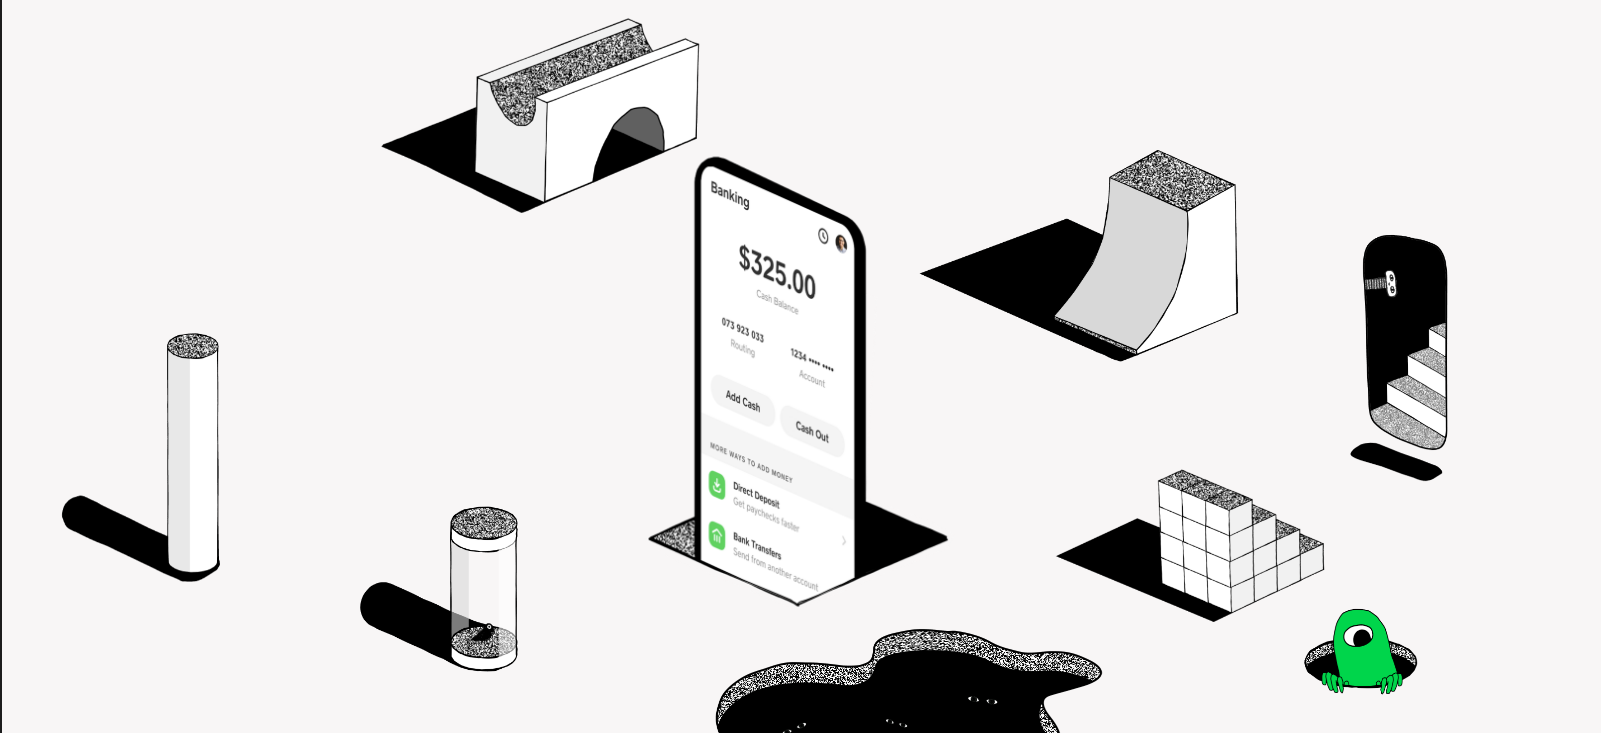 Banking
$325.00
Cash Balance
073 923 033
Routing
1234 •••• ••••
Account
Add Cash
Cash Out
MORE WAYS TO ADD MONEY
Direct Deposit
Get paychecks faster
Bank Transfers
Send from another account